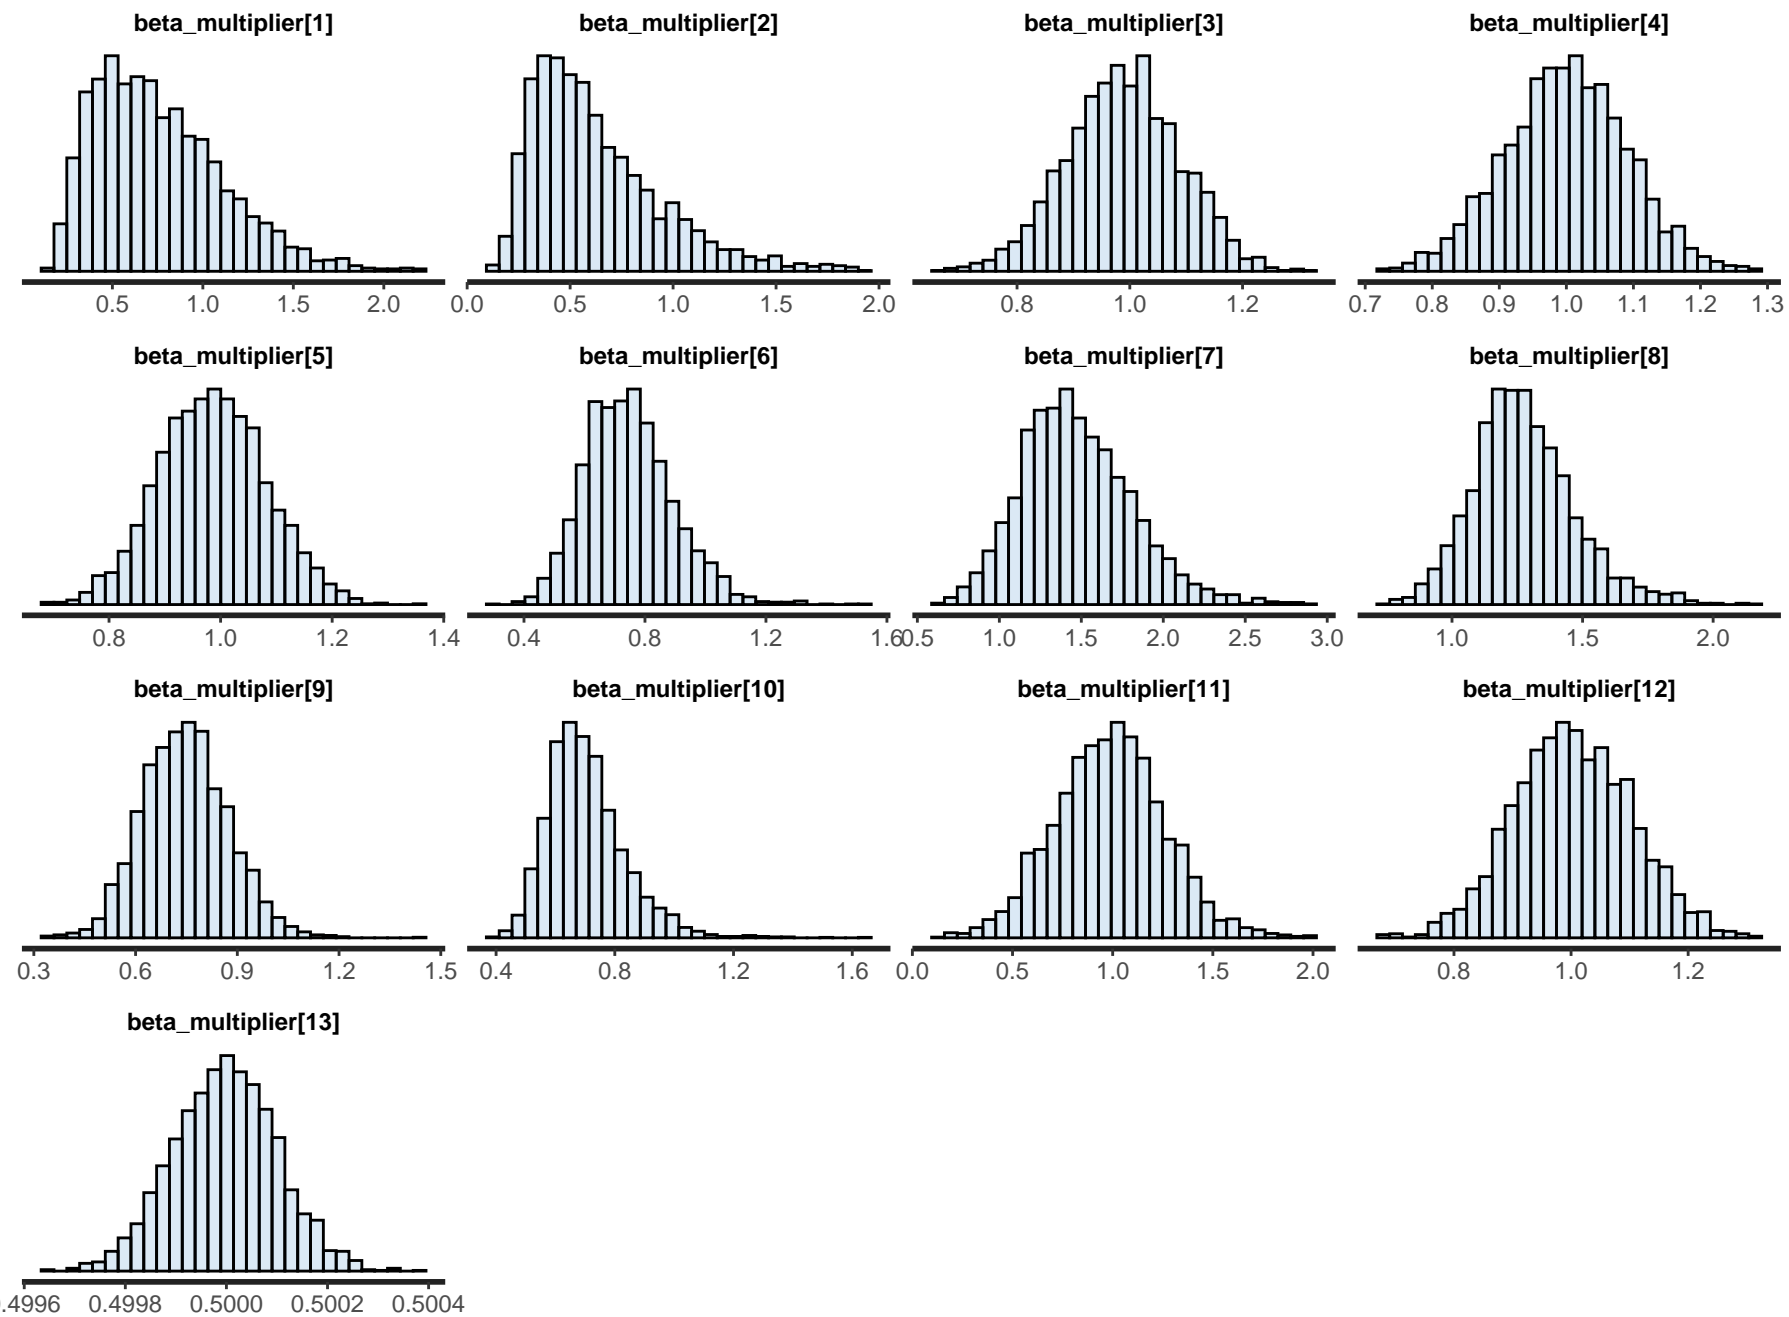 beta_multiplier[1] beta_multiplier[2] beta_multiplier[3] beta_multiplier[4]
0.5 1.0 1.5 2.0 0.0 0.5 1.0 1.5 2.0 0.8 1.0 1.2 0.7 0.8 0.9 1.0 1.1 1.2 1.3
beta_multiplier[5] beta_multiplier[6] beta_multiplier[7] beta_multiplier[8]
0.8 1.0 1.2 1.4 0.4 0.8 1.2 1.6 0.5 1.0 1.5 2.0 2.5 3.0 1.0 1.5 2.0
beta_multiplier[9] beta_multiplier[10] beta_multiplier[11] beta_multiplier[12]
0.3 0.6 0.9 1.2 1.5 0.4 0.8 1.2 1.6 0.0 0.5 1.0 1.5 2.0 0.8 1.0 1.2
beta_multiplier[13]
.4996 0.4998 0.5000 0.5002 0.5004